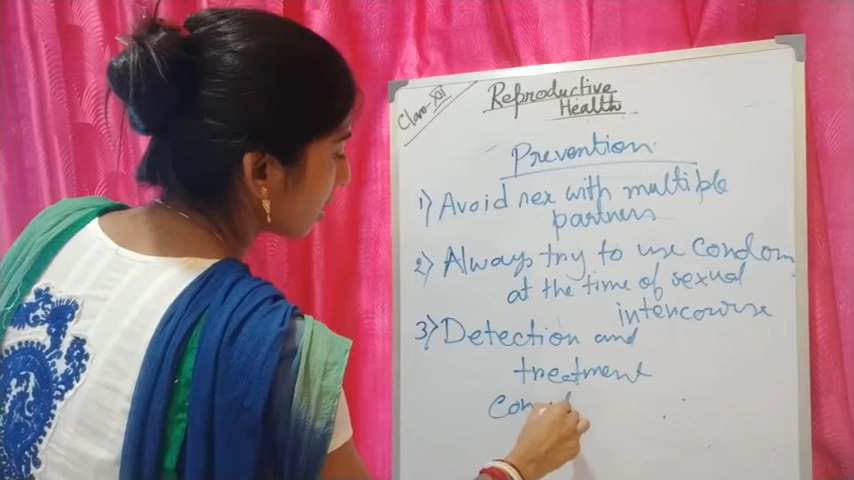 Class-XII
Reproductive
Health
Prevention
1) Avoid sex with multiple
partners
2) Always try to use Condom
at the time of sexual
intercourse
3) Detection and
treatment